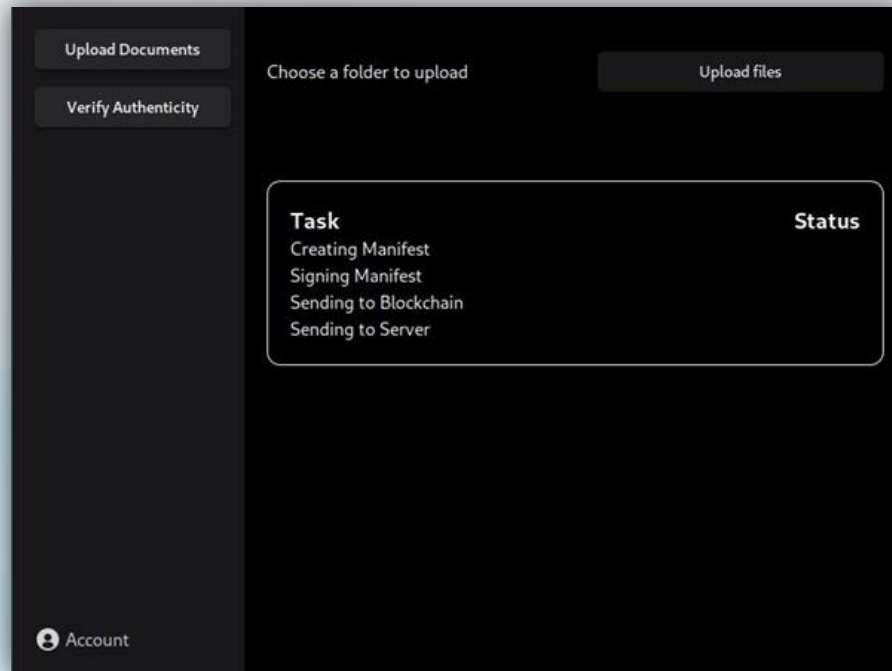 Upload Documents
Verify Authenticity
Choose a folder to upload
Upload files
Task Status
Creating Manifest
Signing Manifest
Sending to Blockchain
Sending to Server
Account